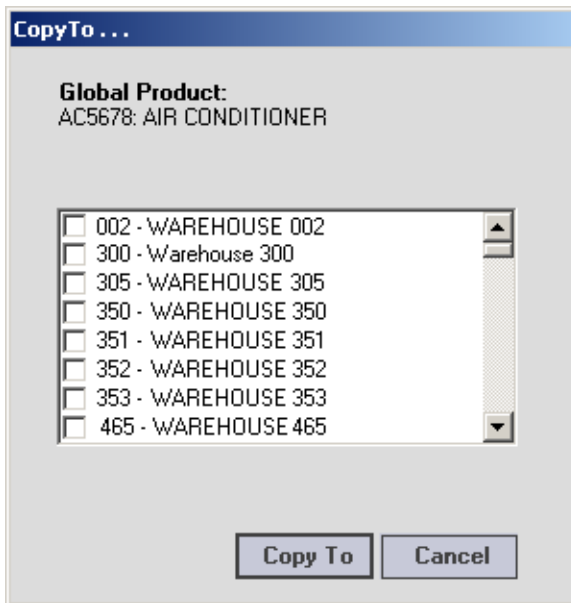 CopyTo...
Global Product:
AC5678: AIR CONDITIONER
002 - WAREHOUSE 002
300 - Warehouse 300
305 - WAREHOUSE 305
350 - WAREHOUSE 350
351 - WAREHOUSE 351
352 - WAREHOUSE 352
353 - WAREHOUSE 353
465 - WAREHOUSE 465
Copy To Cancel